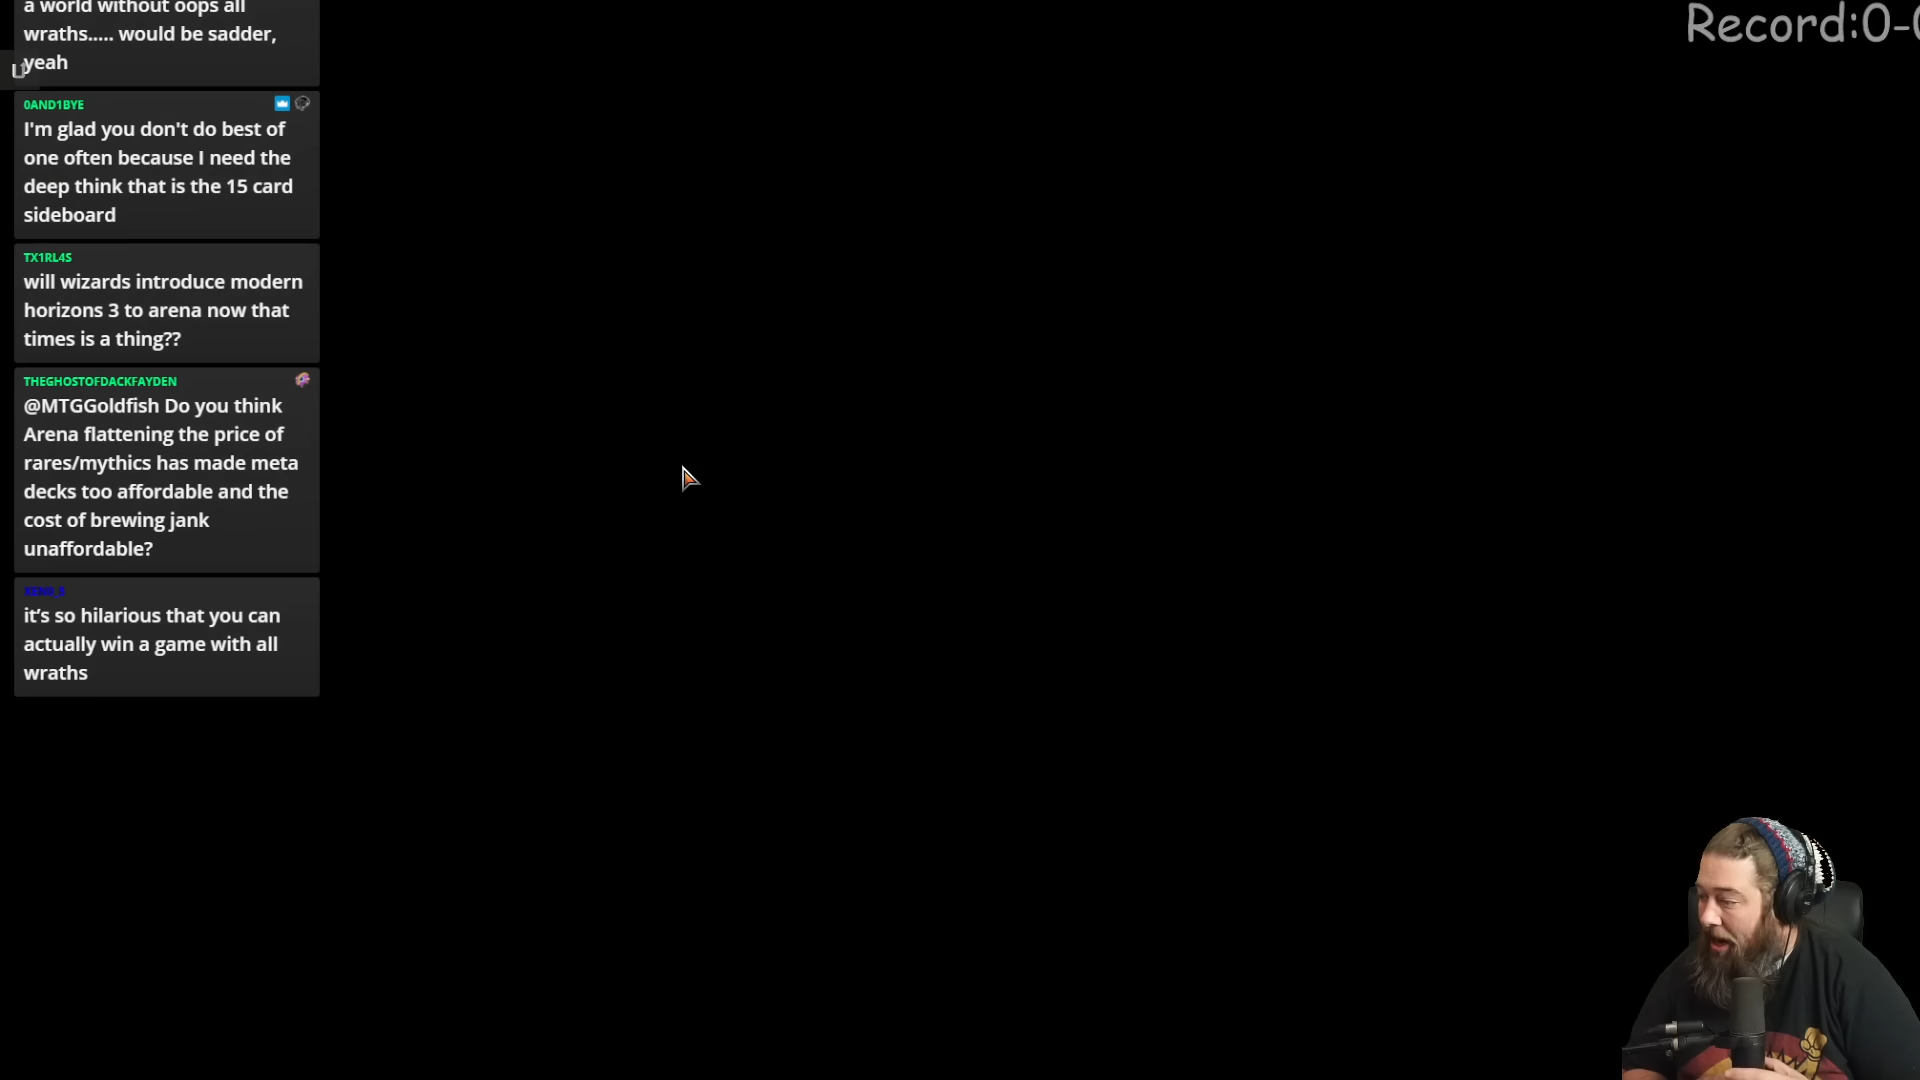 a world without oops all
wraths..... would be sadder,
yeah
Record:0-0
0AND1BYE
I'm glad you don't do best of
one often because I need the
deep think that is the 15 card
sideboard
TX1RL4S
will wizards introduce modern
horizons 3 to arena now that
times is a thing??
THEGHOSTOFDACKFAYDEN
@MTGGoldfish Do you think
Arena flattening the price of
rares/mythics has made meta
decks too affordable and the
cost of brewing jank
unaffordable?
it’s so hilarious that you can
actually win a game with all
wraths